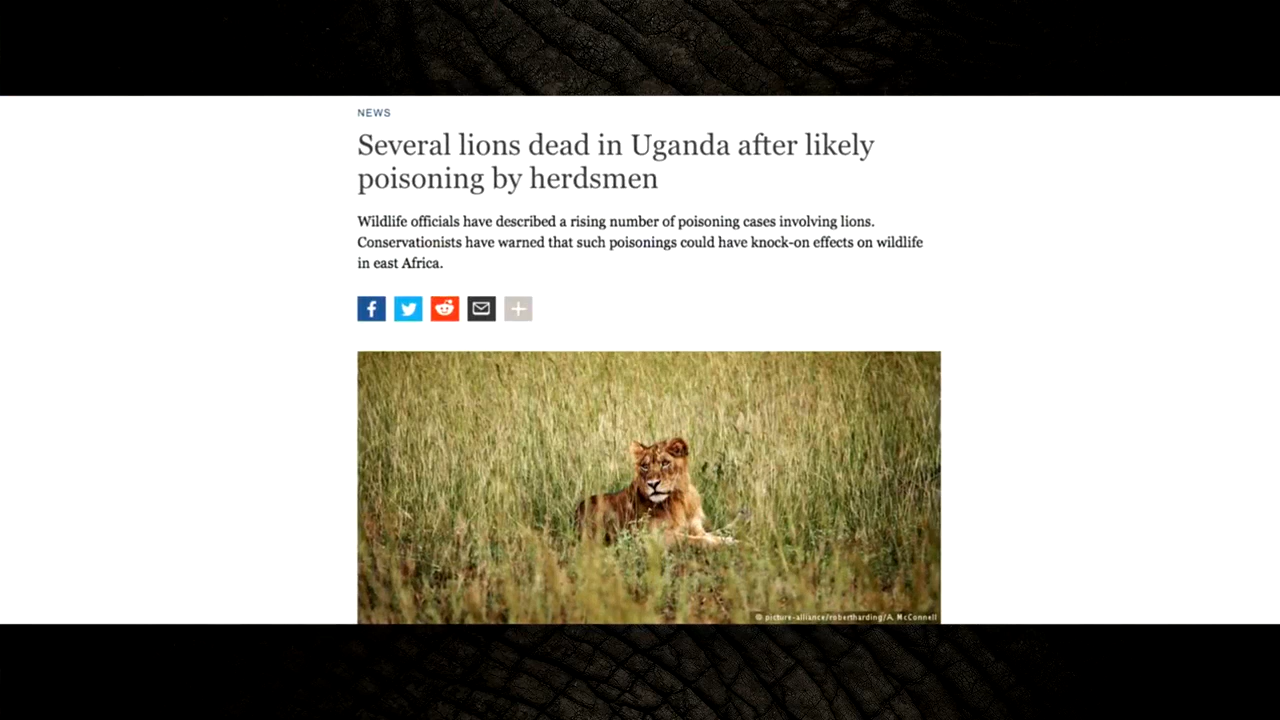 NEWS
Several lions dead in Uganda after likely
poisoning by herdsmen
Wildlife officials have described a rising number of poisoning cases involving lions.
Conservationists have warned that such poisonings could have knock-on effects on wildlife
in east Africa.
© picture-alliance/robertharding/A. McConnell